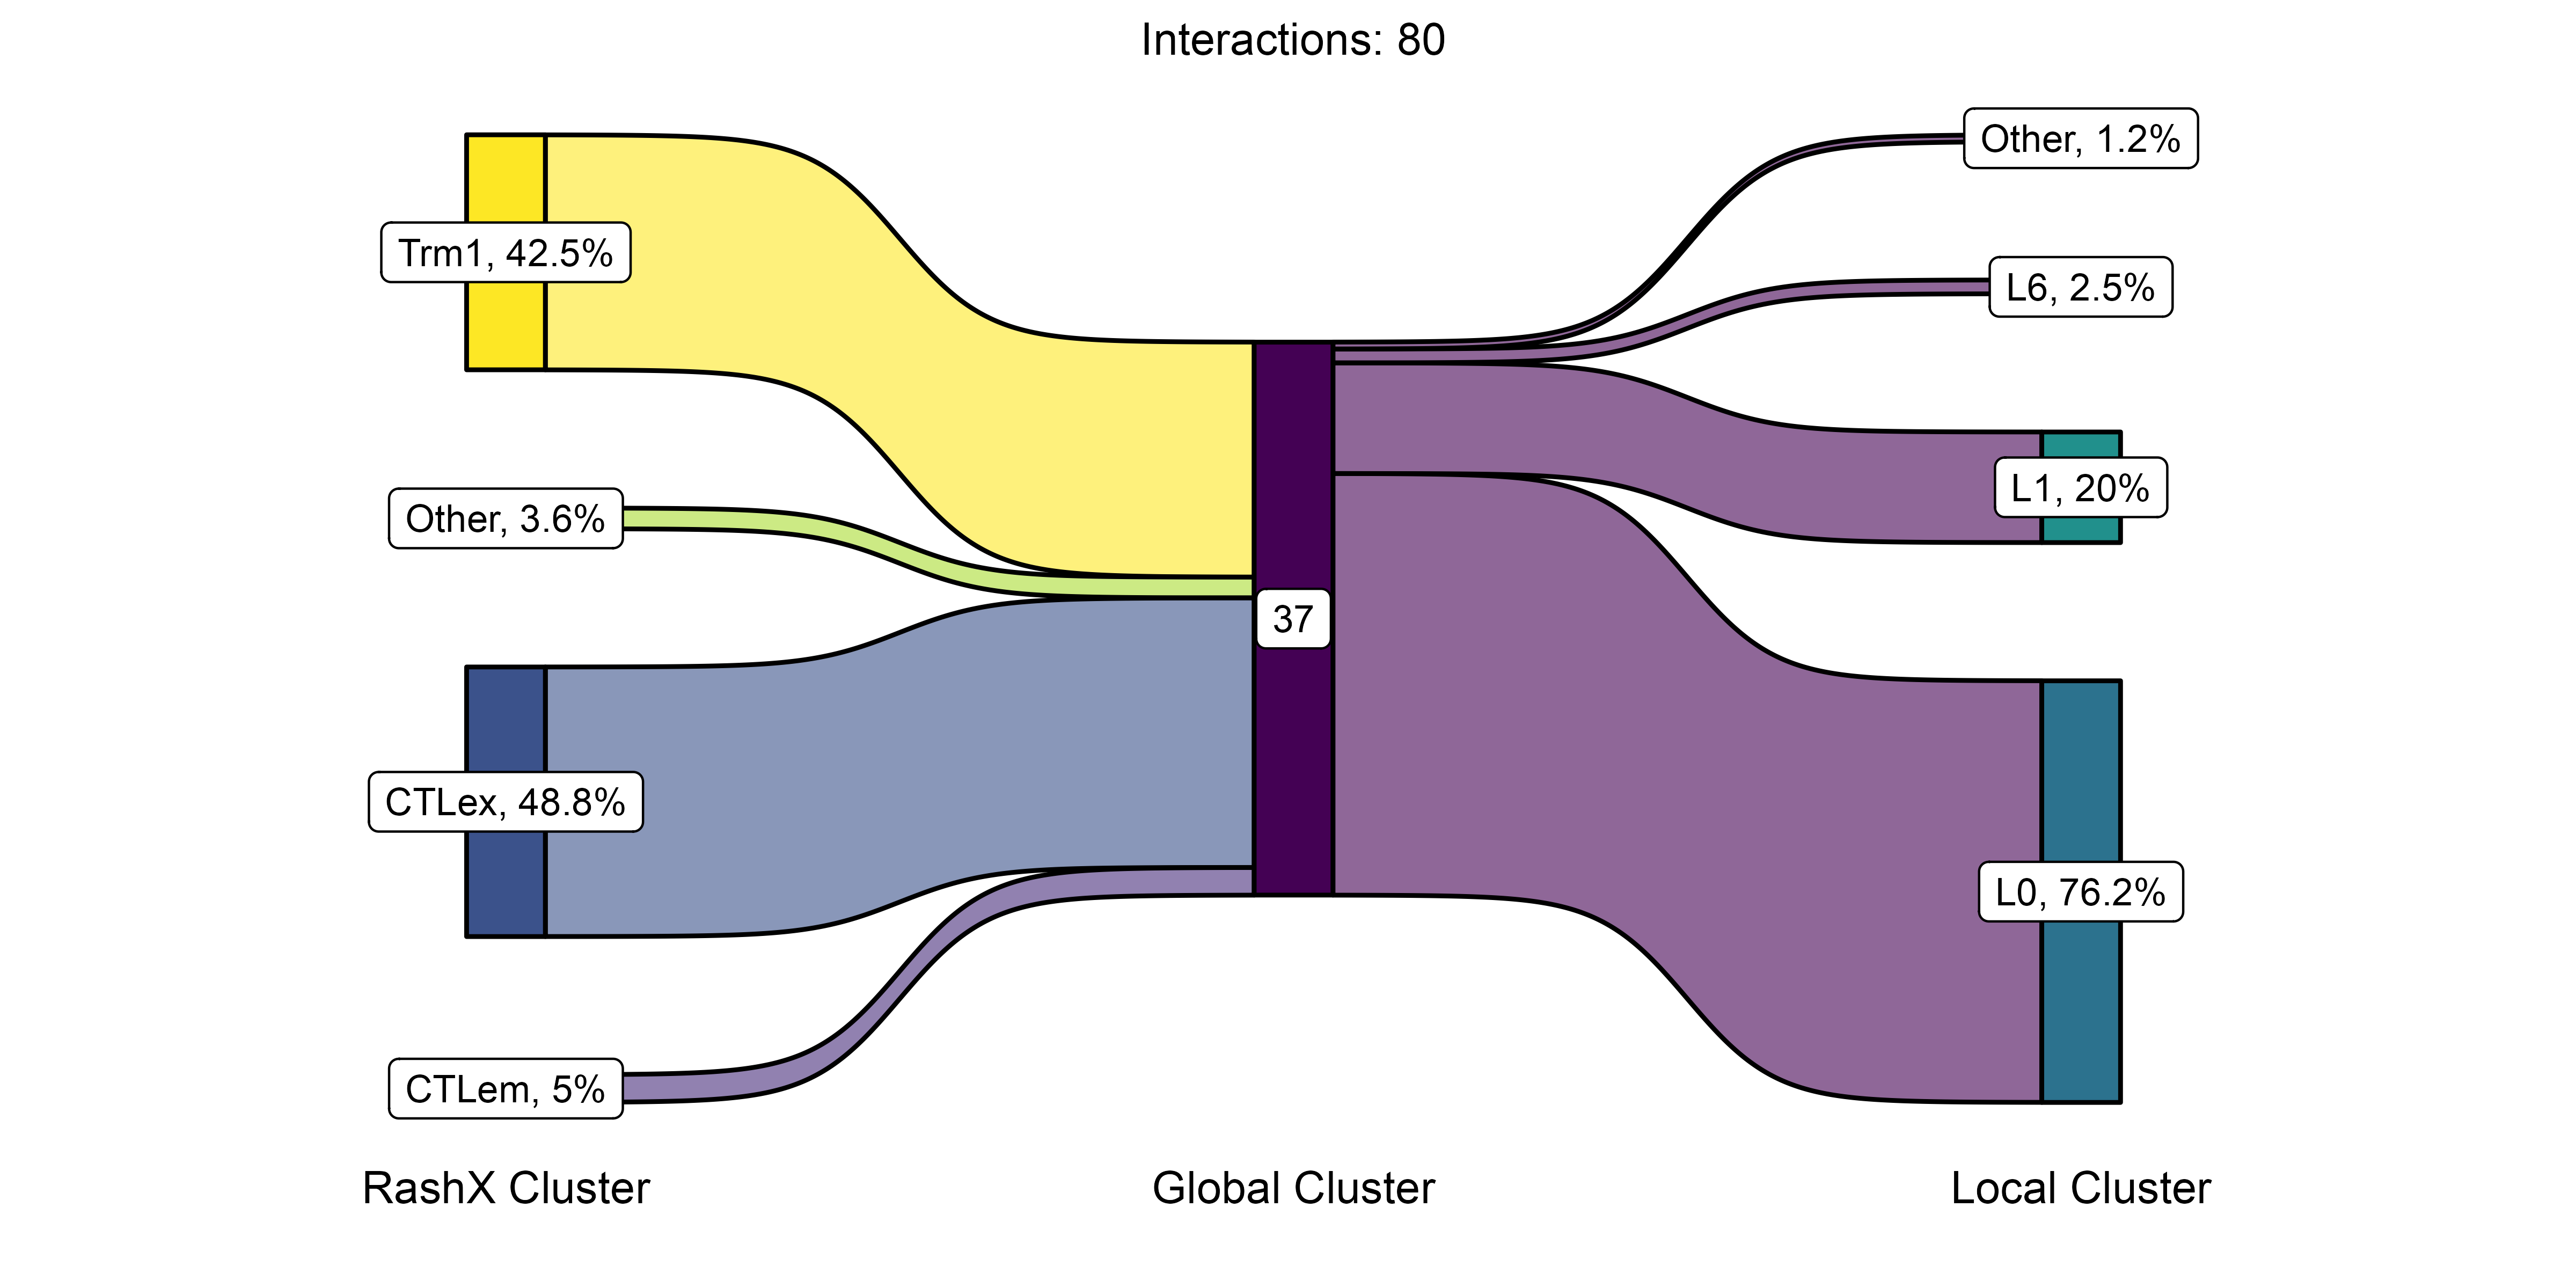 Interactions: 80
Trm1, 42.5%
Other, 3.6%
CTLex, 48.8%
CTLem, 5%
37
Other, 1.2%
L6, 2.5%
L1, 20%
L0, 76.2%
RashX Cluster
Global Cluster
Local Cluster